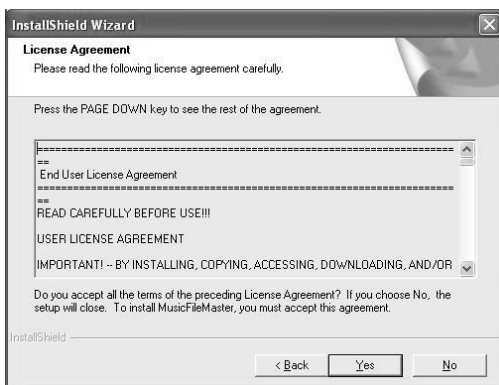 InstallShield Wizard
License Agreement
Please read the following license agreement carefully.
Press the PAGE DOWN key to see the rest of the agreement.
======================================================================
==
End User License Agreement
======================================================================
==
READ CAREFULLY BEFORE USE!!!
USER LICENSE AGREEMENT
IMPORTANT! -- BY INSTALLING, COPYING, ACCESSING, DOWNLOADING, AND/OR
Do you accept all the terms of the preceding License Agreement? If you choose No, the
setup will close. To install MusicFileMaster, you must accept this agreement.
InstallShield
< Back
Yes
No